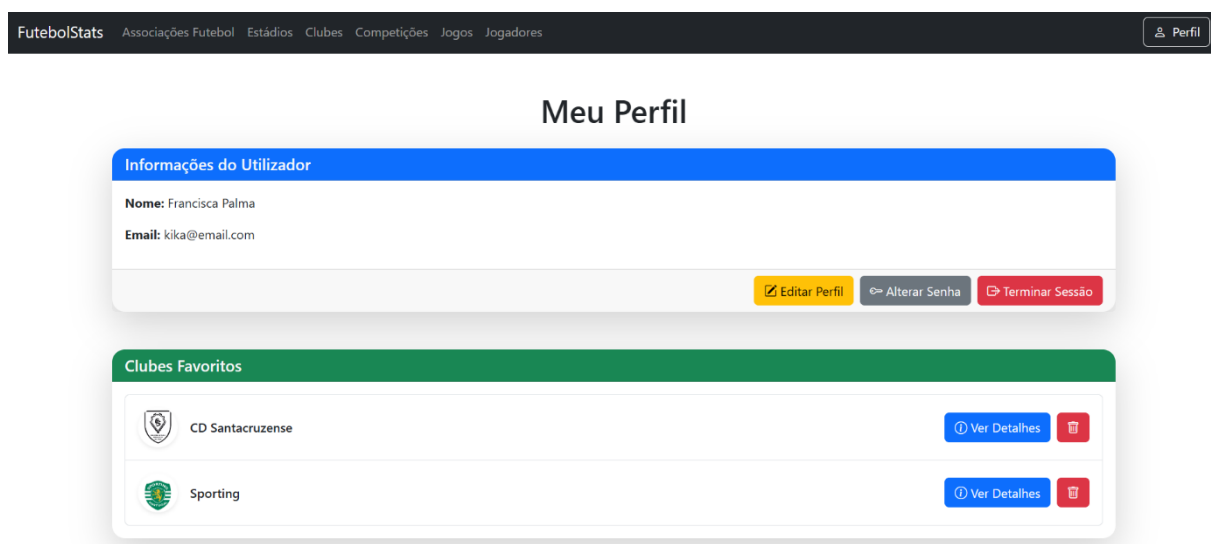 FutebolStats Associações Futebol Estádios Clubes Competições Jogos Jogadores Perfil
Meu Perfil
Informações do Utilizador
Nome: Francisca Palma
Email: kika@email.com
Editar Perfil Alterar Senha Terminar Sessão
Clubes Favoritos
CD Santacruzense Ver Detalhes
Sporting Ver Detalhes